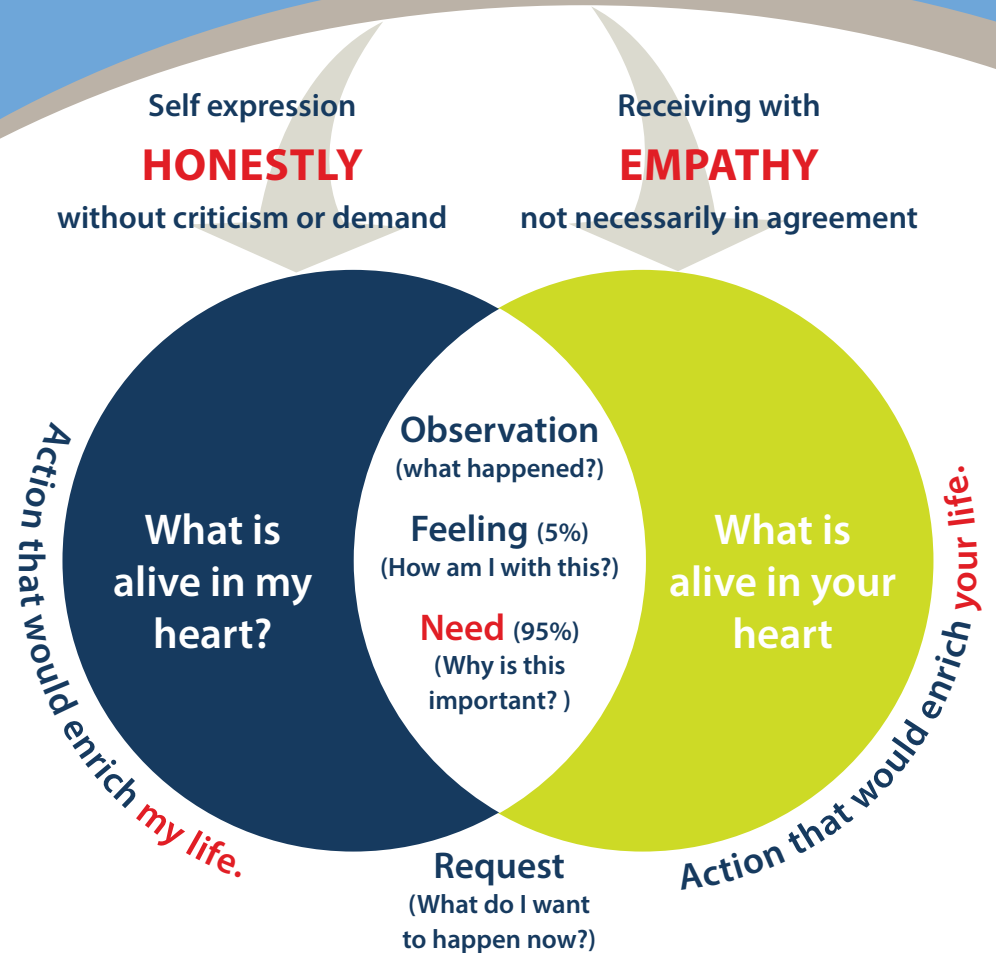 Self expression
HONESTLY
without criticism or demand
Receiving with
EMPATHY
not necessarily in agreement
What is
alive in my
heart?
Observation
(what happened?)
Feeling (5%)
(How am I with this?)
Need (95%)
(Why is this
important? )
What is
alive in your
heart
Action that would enrich my life.
Action that would enrich your life.
Request
(What do I want
to happen now?)